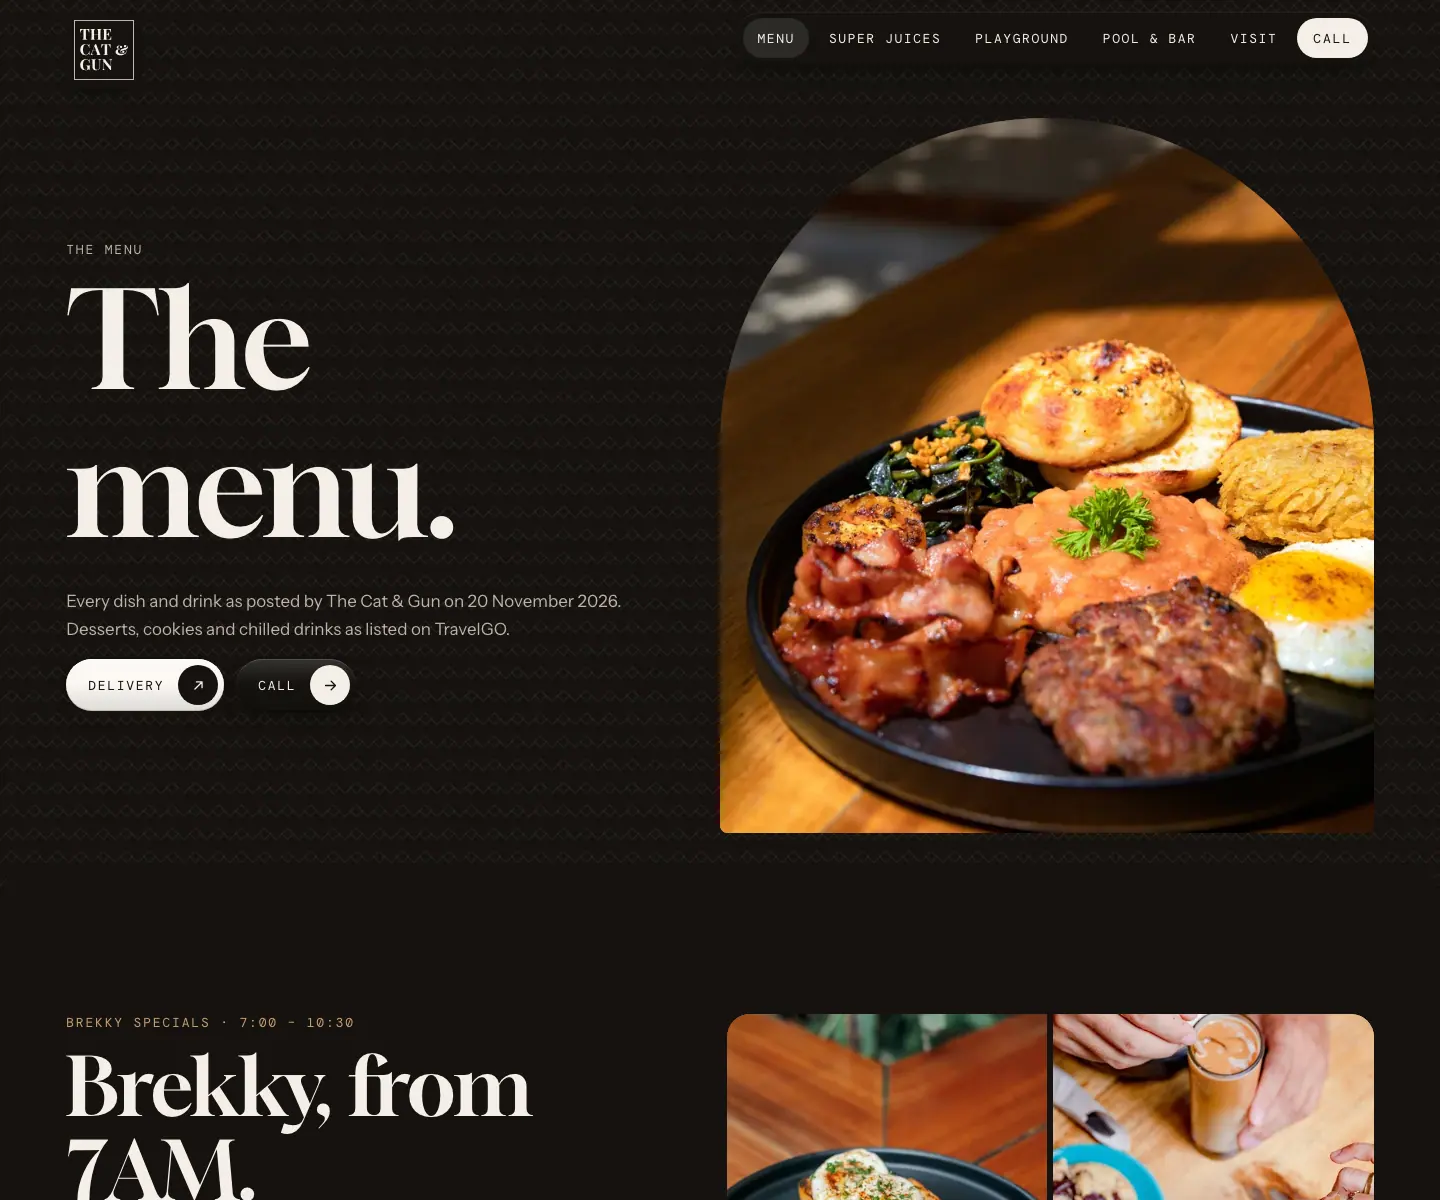 THE
CAT &
GUN
MENU
SUPER JUICES
PLAYGROUND
POOL & BAR
VISIT
CALL
THE MENU
The
menu.
Every dish and drink as posted by The Cat & Gun on 20 November 2026.
Desserts, cookies and chilled drinks as listed on TravelGO.
DELIVERY
CALL
BREKKY SPECIALS · 7:00 – 10:30
Brekky, from
7AM.